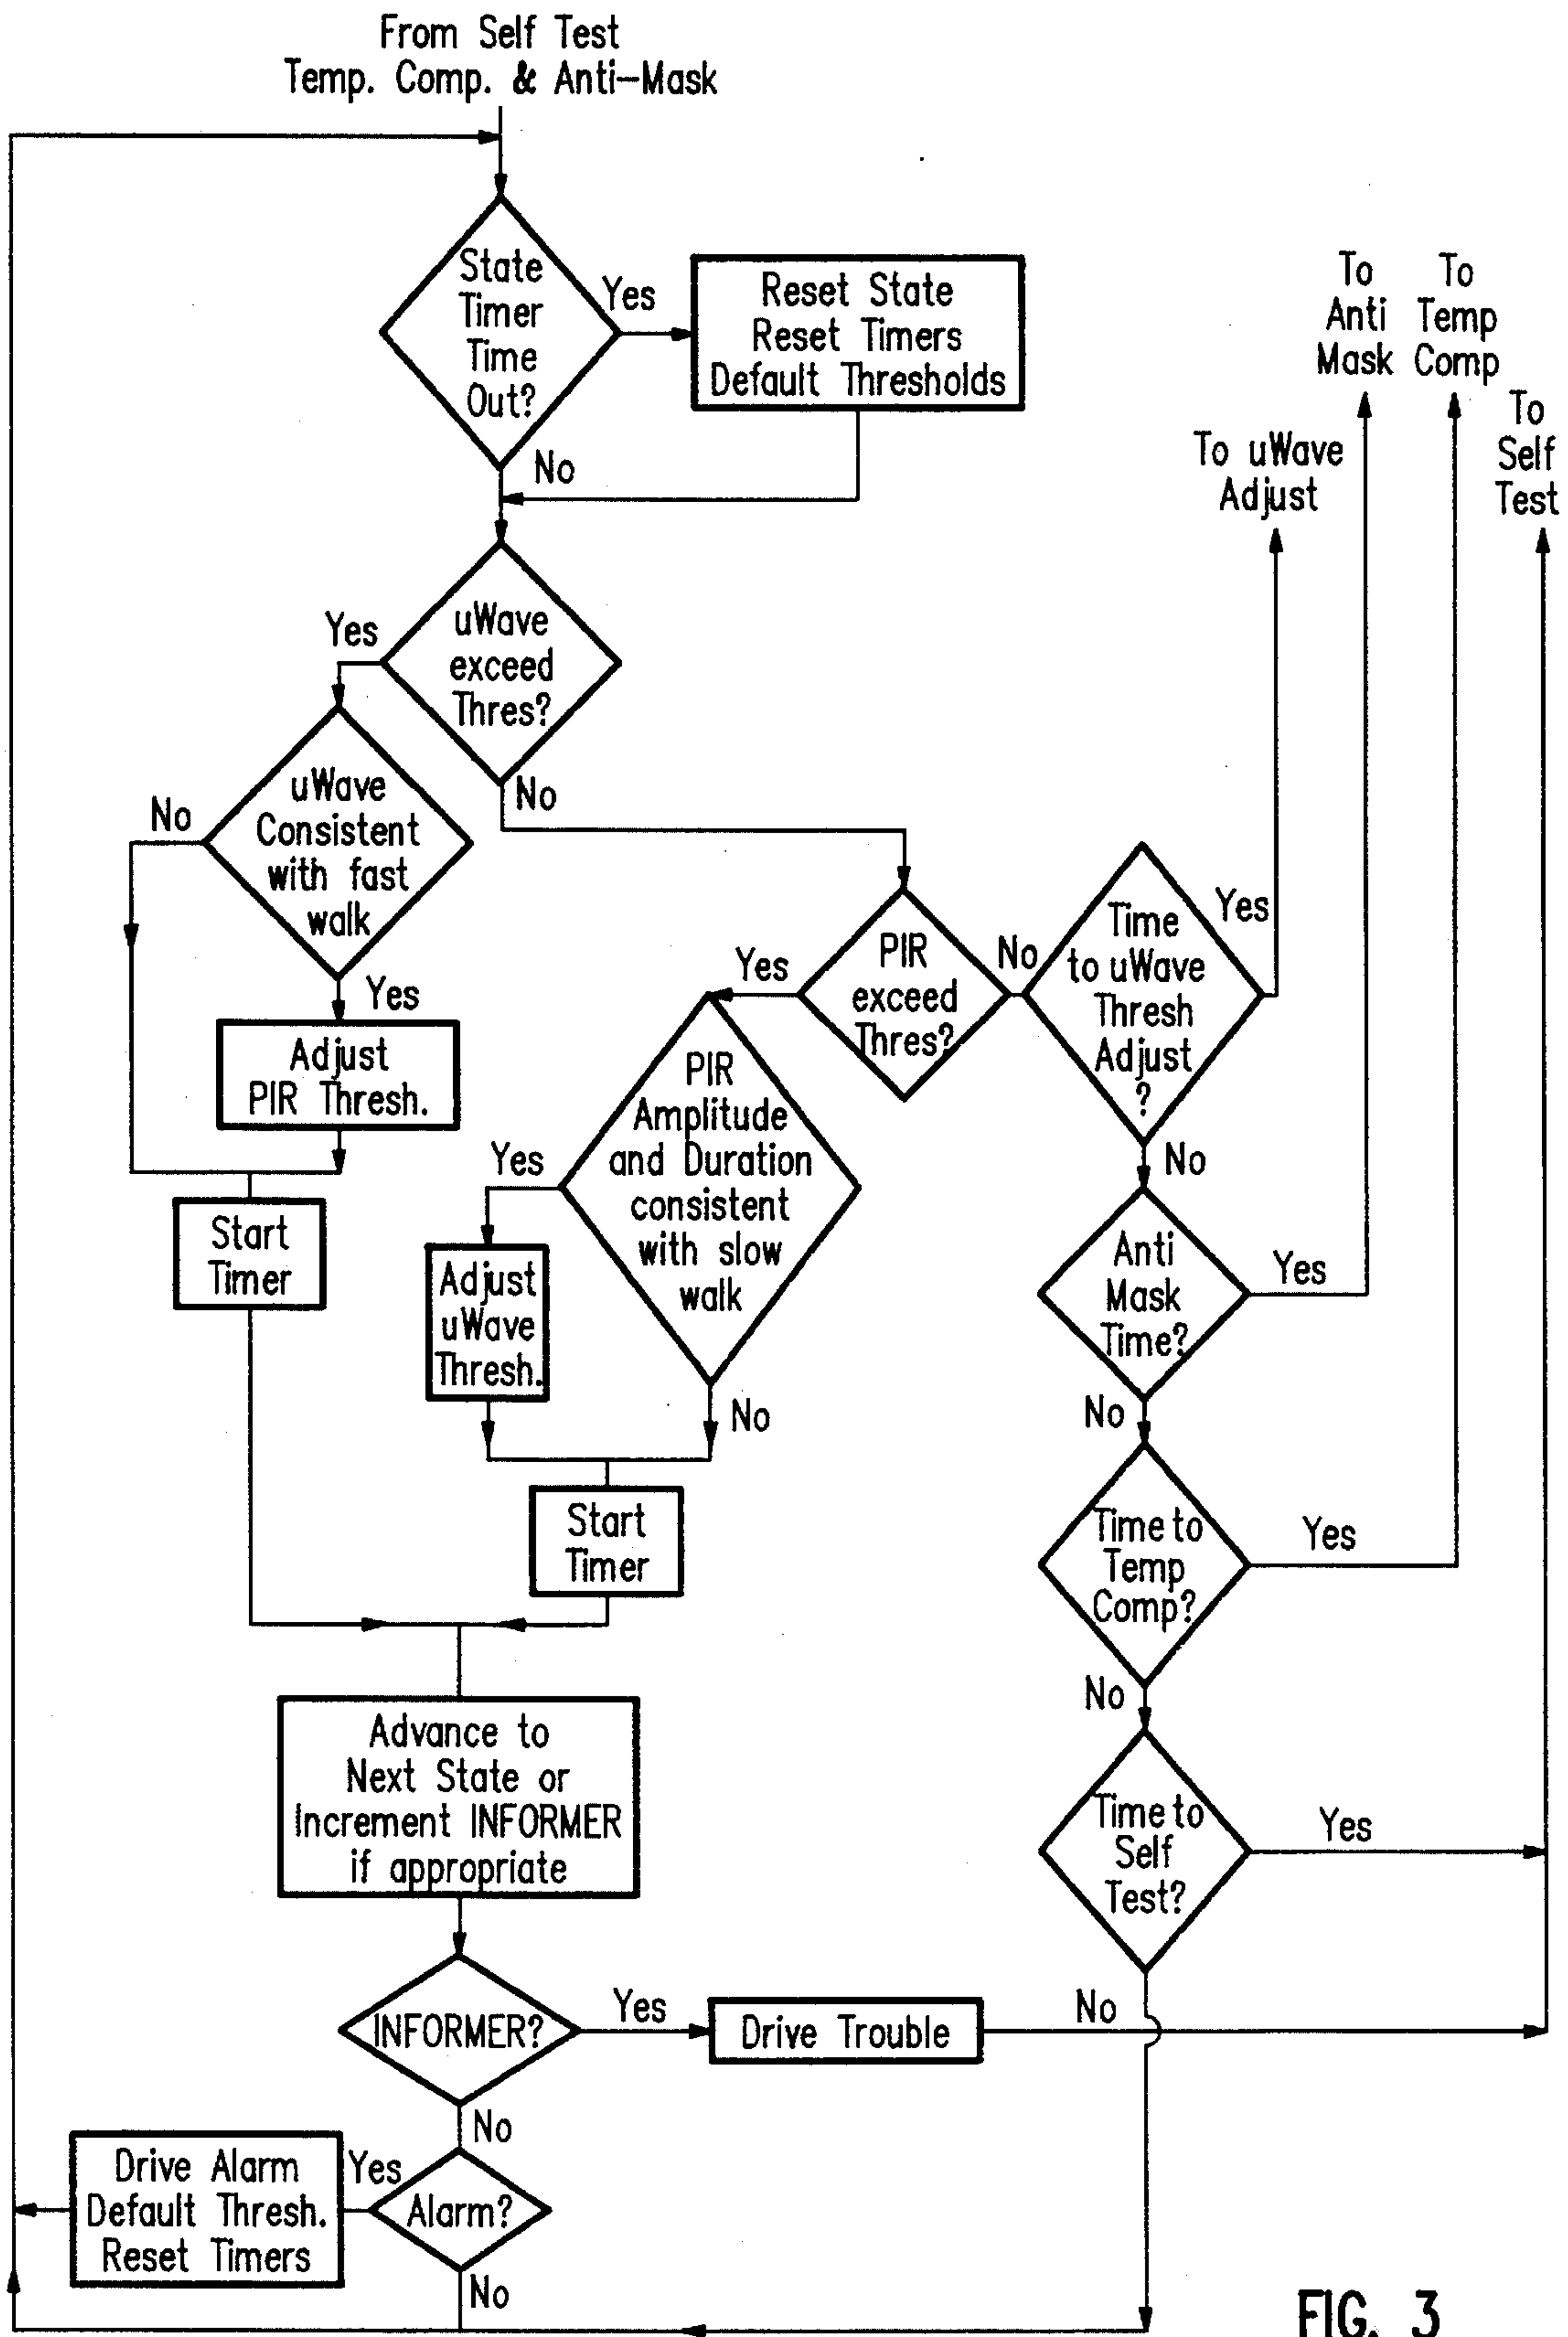 From Self Test
Temp. Comp. & Anti-Mask
State
Timer
Time
Out?
Yes
Reset State
Reset Timers
Default Thresholds
No
To
Anti
Mask
To
Temp
Comp
To
Self
Test
To uWave
Adjust
uWave
exceed
Thres?
Yes
No
uWave
Consistent
with fast
walk
No
Yes
Adjust
PIR Thresh.
Start
Timer
PIR
exceed
Thres?
Yes
No
Time
to uWave
Thresh
Adjust
?
Yes
No
PIR
Amplitude
and Duration
consistent
with slow
walk
Yes
No
Adjust
uWave
Thresh.
Start
Timer
Anti
Mask
Time?
Yes
No
Time to
Temp
Comp?
Yes
No
Time to
Self
Test?
Yes
No
Advance to
Next State or
Increment INFORMER
if appropriate
INFORMER?
Yes
Drive Trouble
No
Alarm?
Yes
Drive Alarm
Default Thresh.
Reset Timers
No
FIG. 3